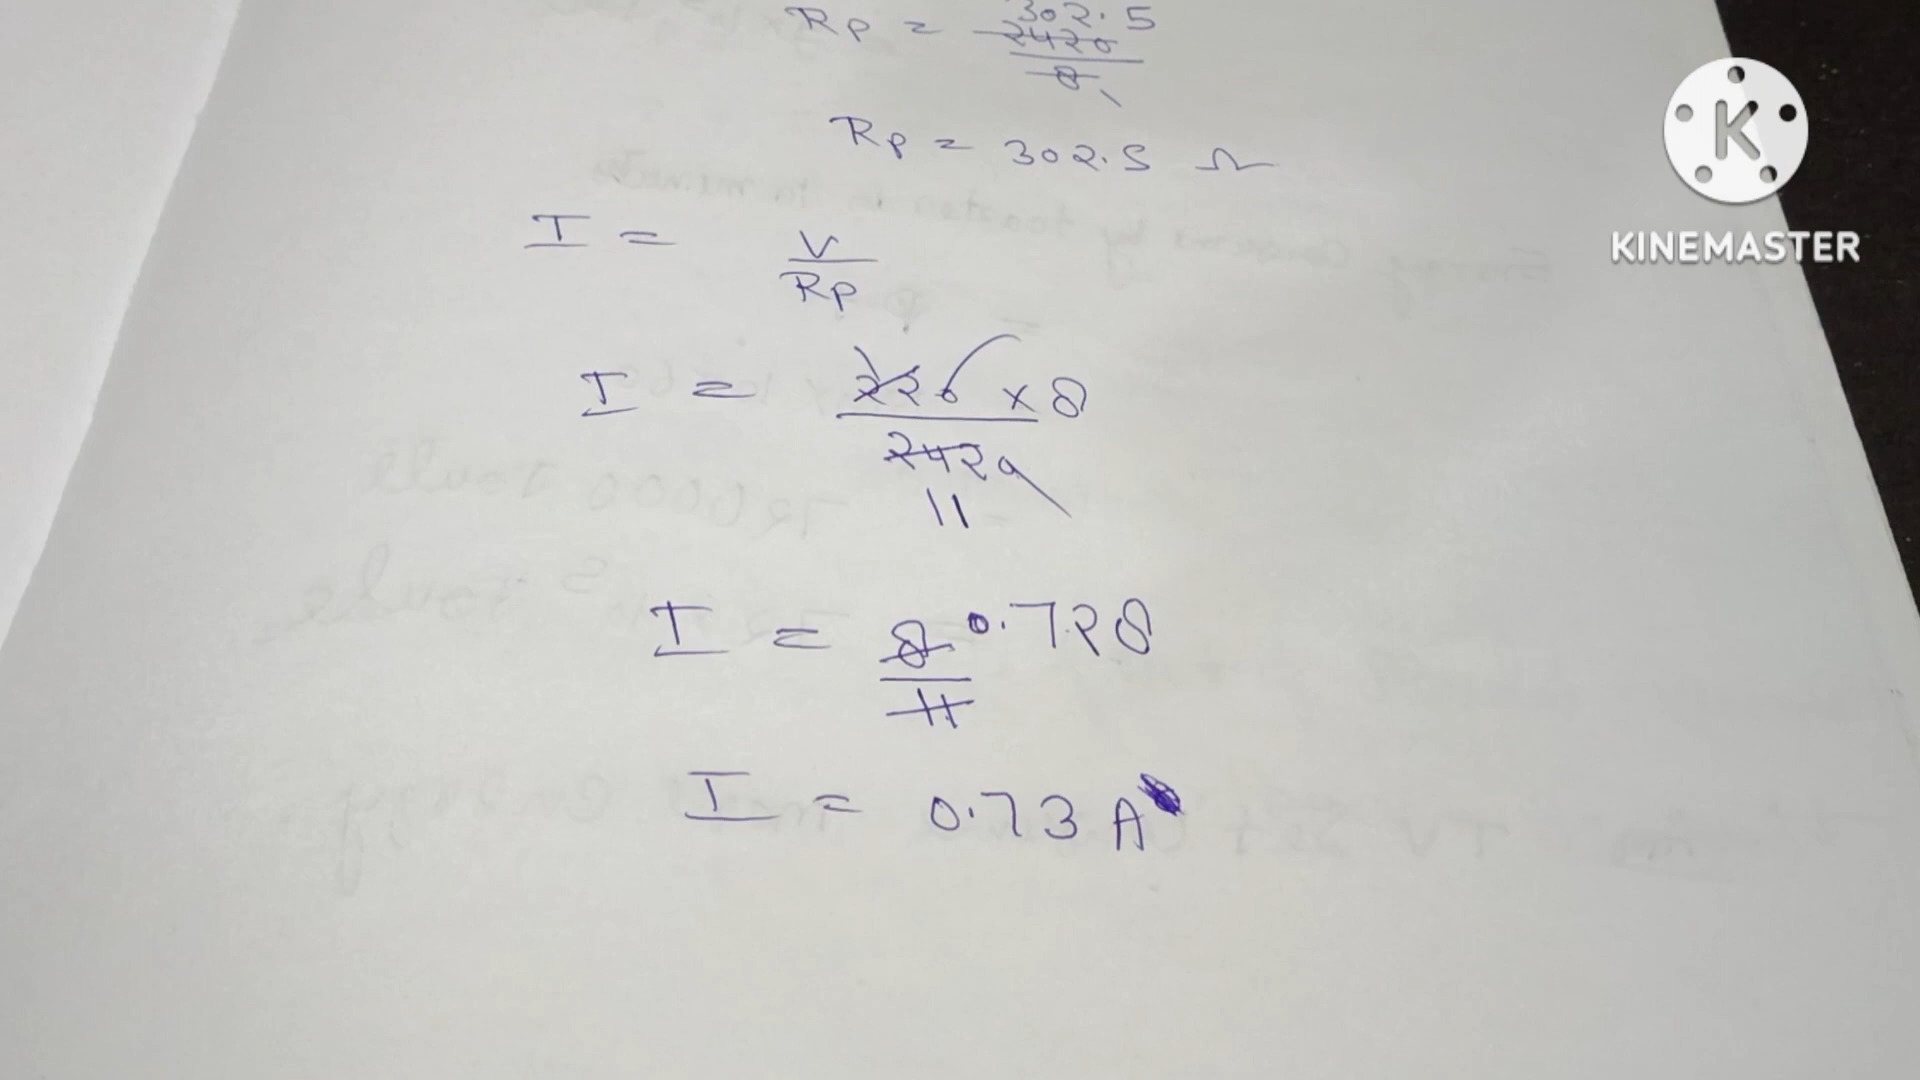 Rp = 302.5
2420
8
Rp = 302.5 Ω
I = V
Rp
I = 220 x 8
2420
11
I = 8 0.728
11
I = 0.73 A
K
KINEMASTER